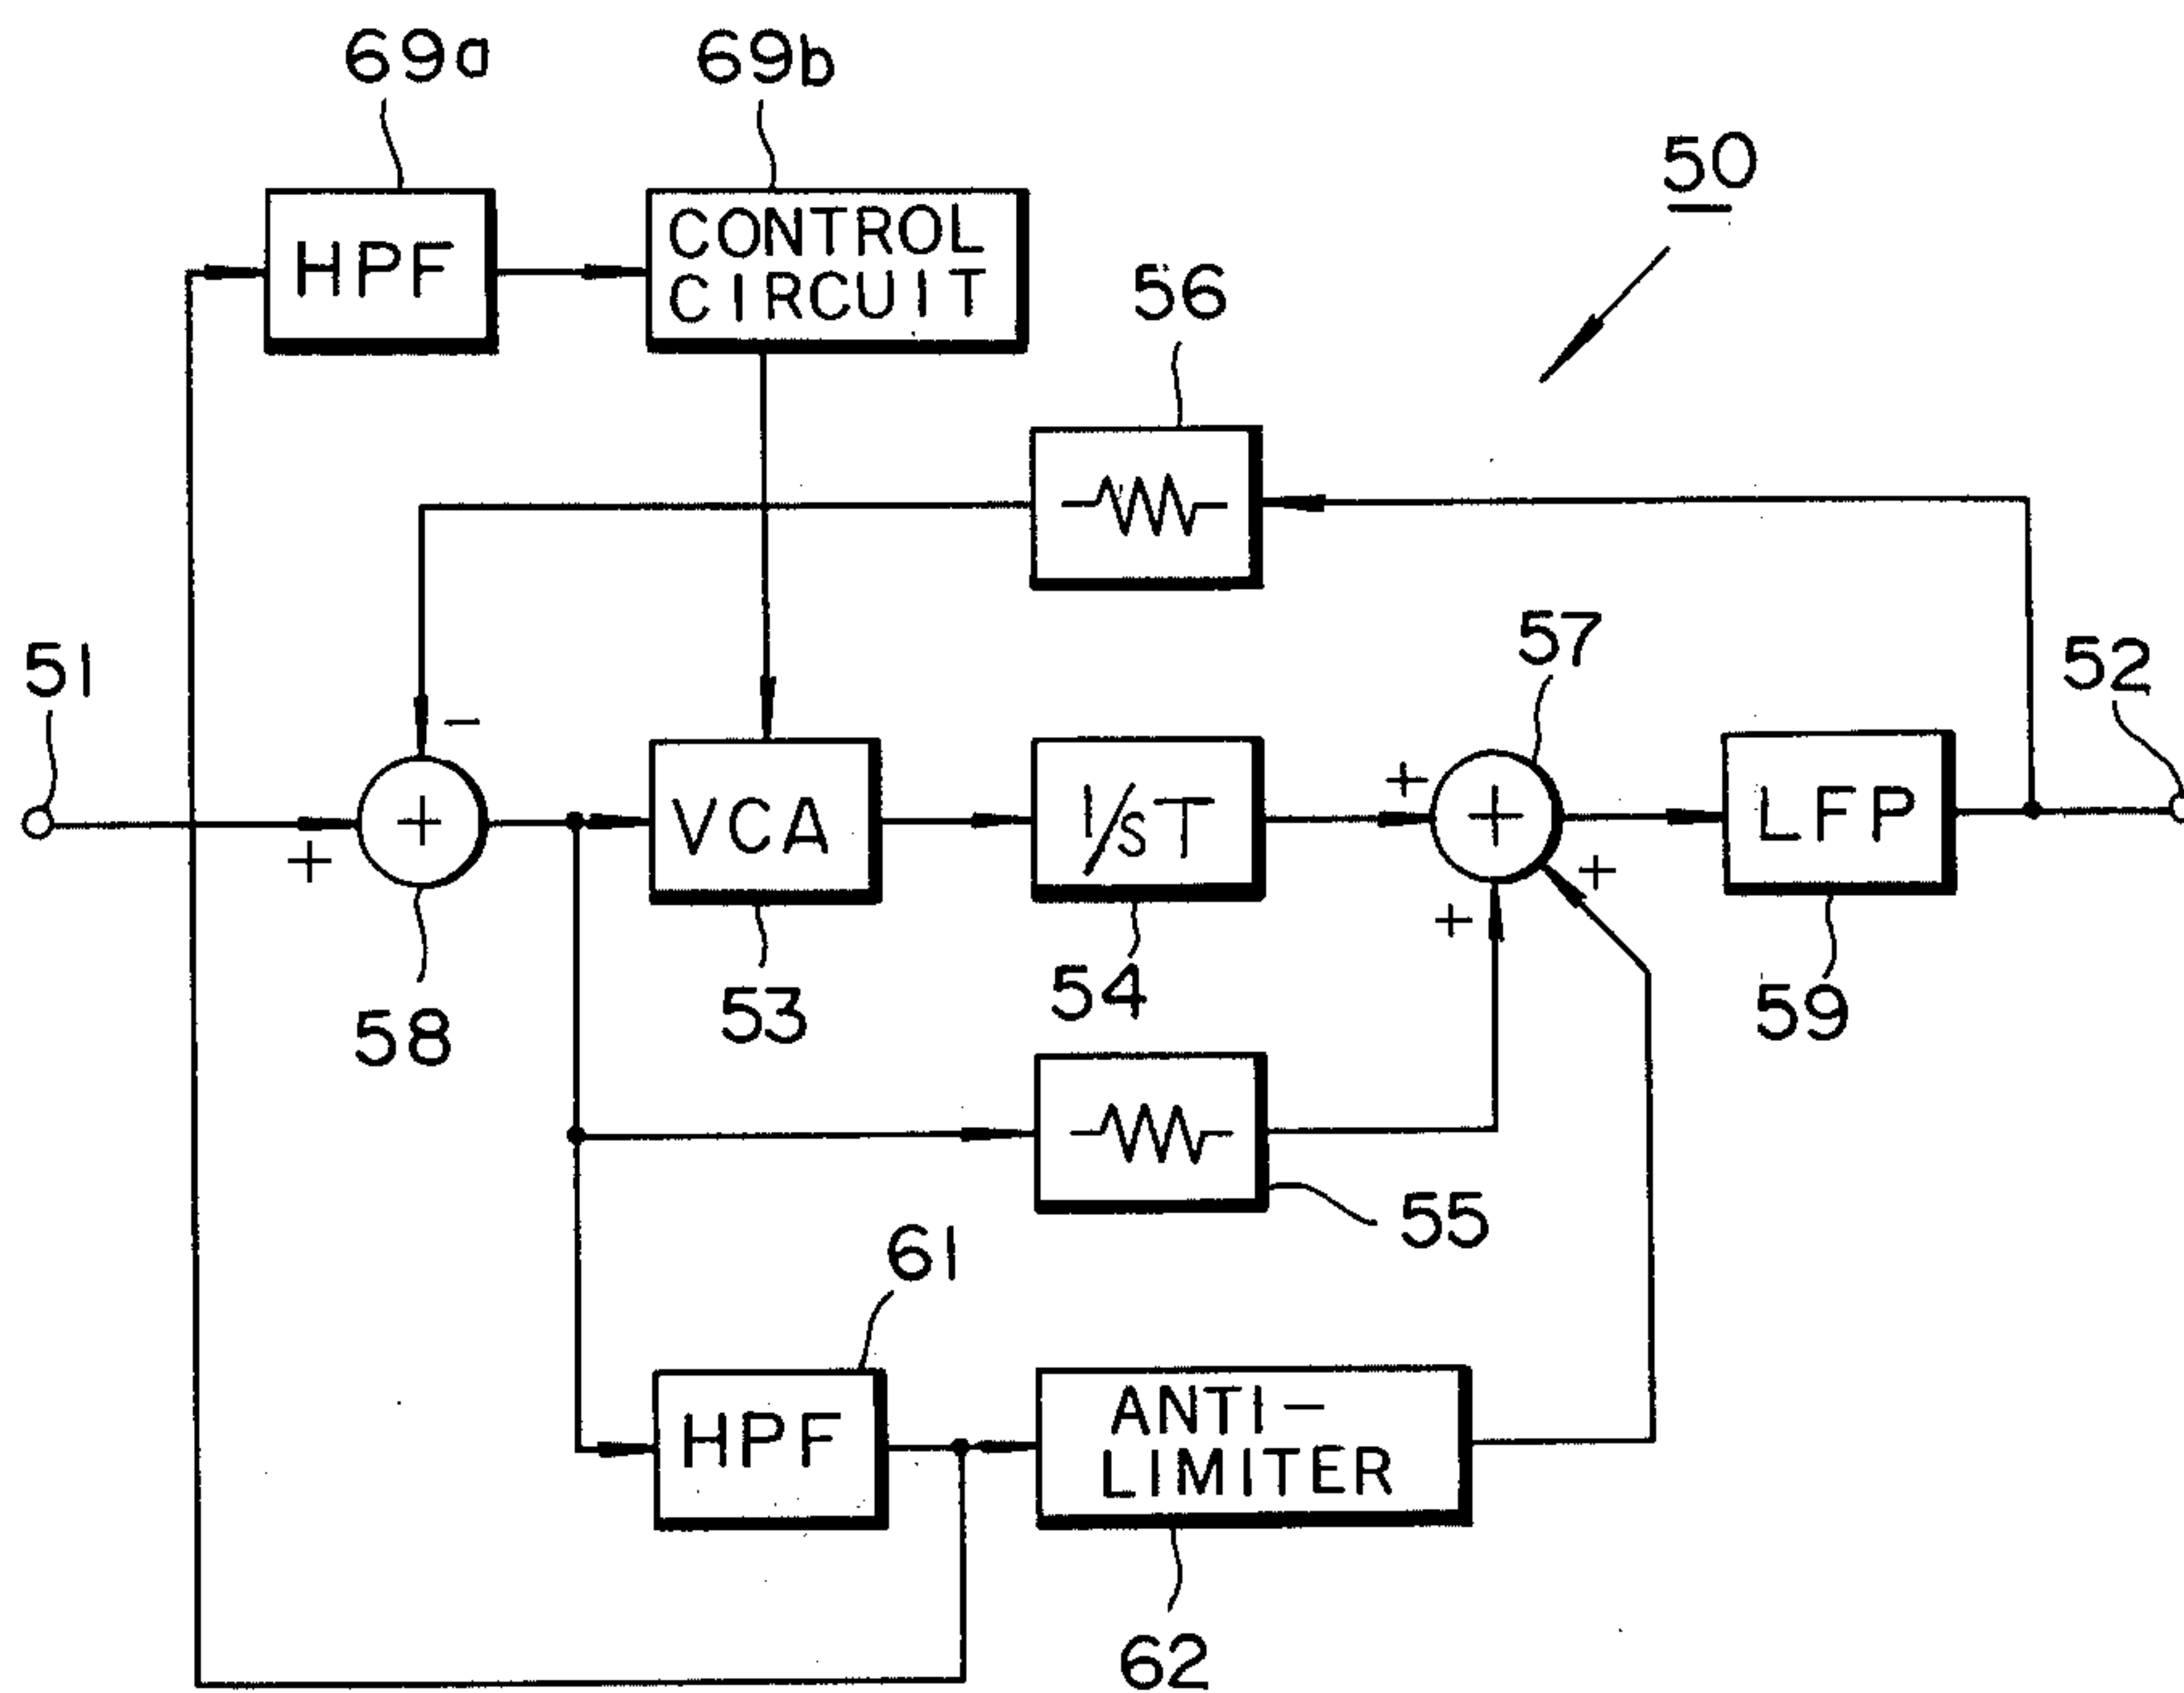 69a
69b
50
HPF
CONTROL
CIRCUIT
56
51
57
52
−
+
+
VCA
1/ST
+
+
LFP
+
+
58
53
54
59
55
61
HPF
ANTI-
LIMITER
62